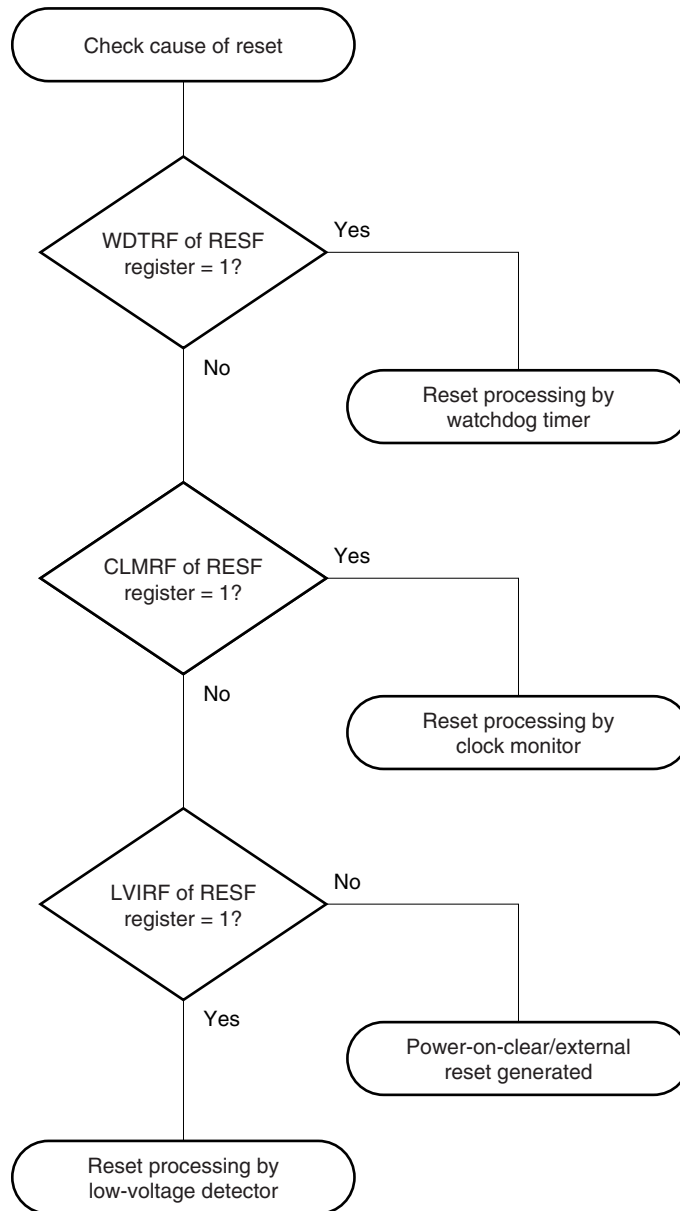 Check cause of reset
WDTRF of RESF
register = 1?
Yes
No
Reset processing by
watchdog timer
CLMRF of RESF
register = 1?
Yes
No
Reset processing by
clock monitor
LVIRF of RESF
register = 1?
No
Yes
Power-on-clear/external
reset generated
Reset processing by
low-voltage detector